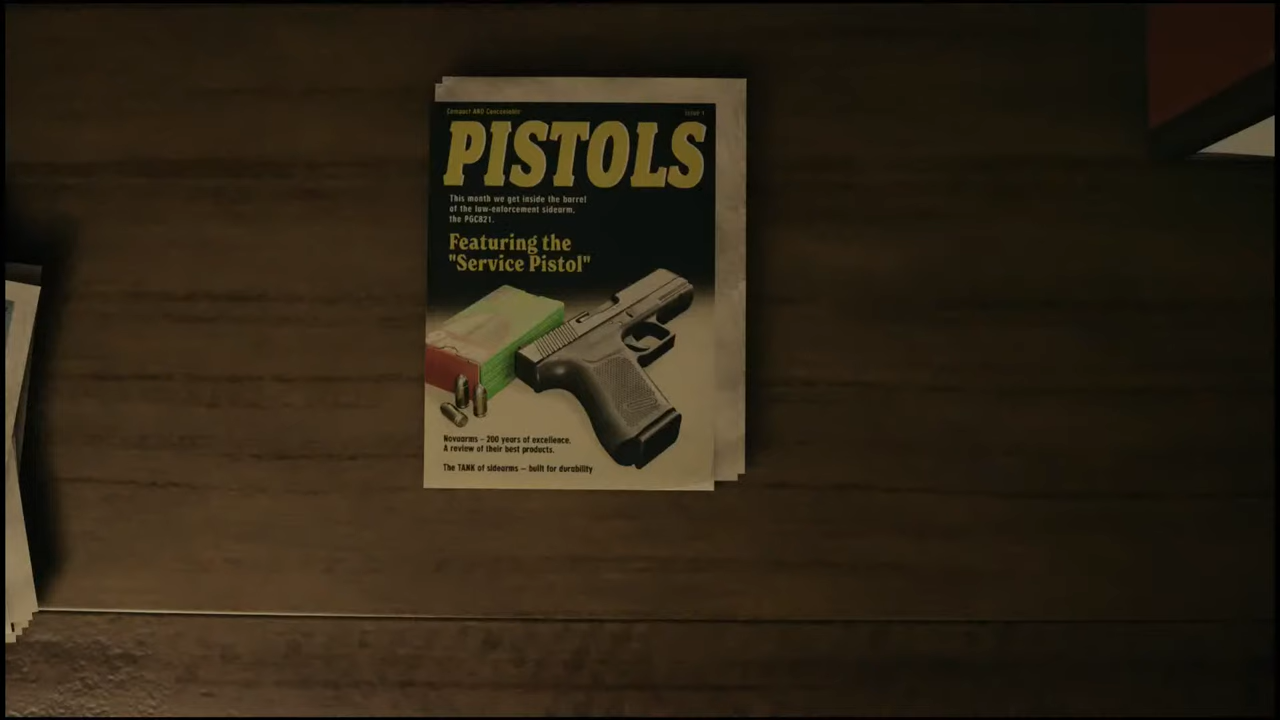 Compact AND Concealable
ISSUE 1
PISTOLS
This month we get inside the barrel
of the law-enforcement sidearm,
the PGC821.
Featuring the
"Service Pistol"
Novoarms – 200 years of excellence.
A review of their best products.
The TANK of sidearms – built for durability